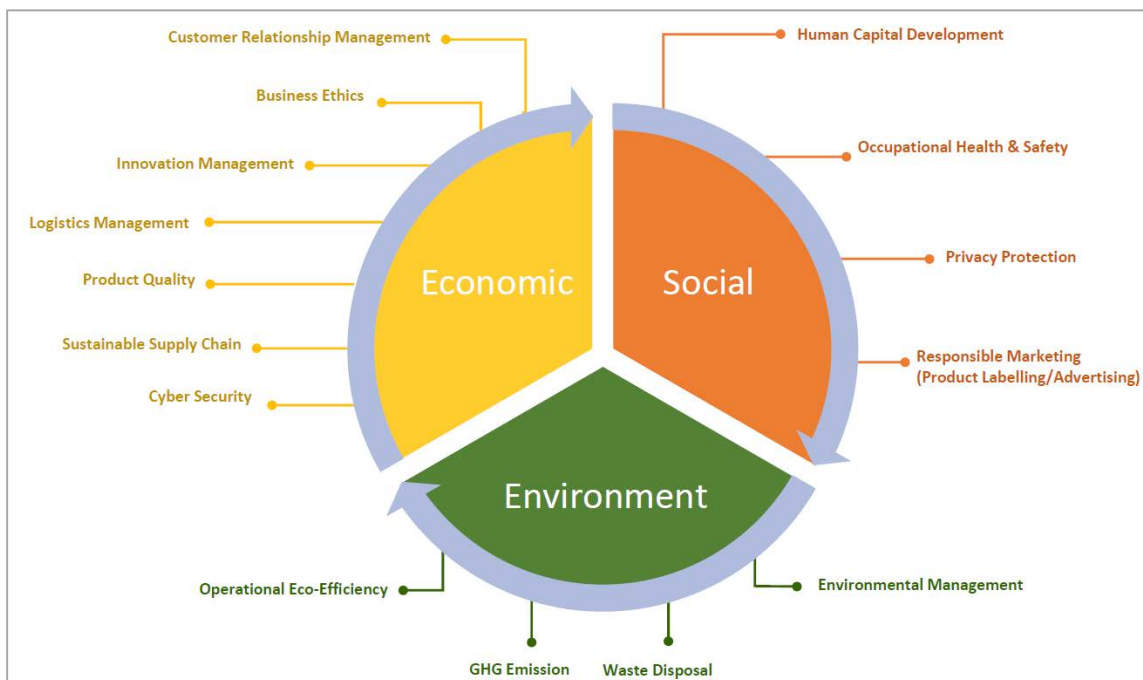 Customer Relationship Management
Business Ethics
Innovation Management
Logistics Management
Product Quality
Sustainable Supply Chain
Cyber Security
Economic
Human Capital Development
Occupational Health & Safety
Privacy Protection
Responsible Marketing
(Product Labelling/Advertising)
Social
Environment
Operational Eco-Efficiency
GHG Emission
Waste Disposal
Environmental Management